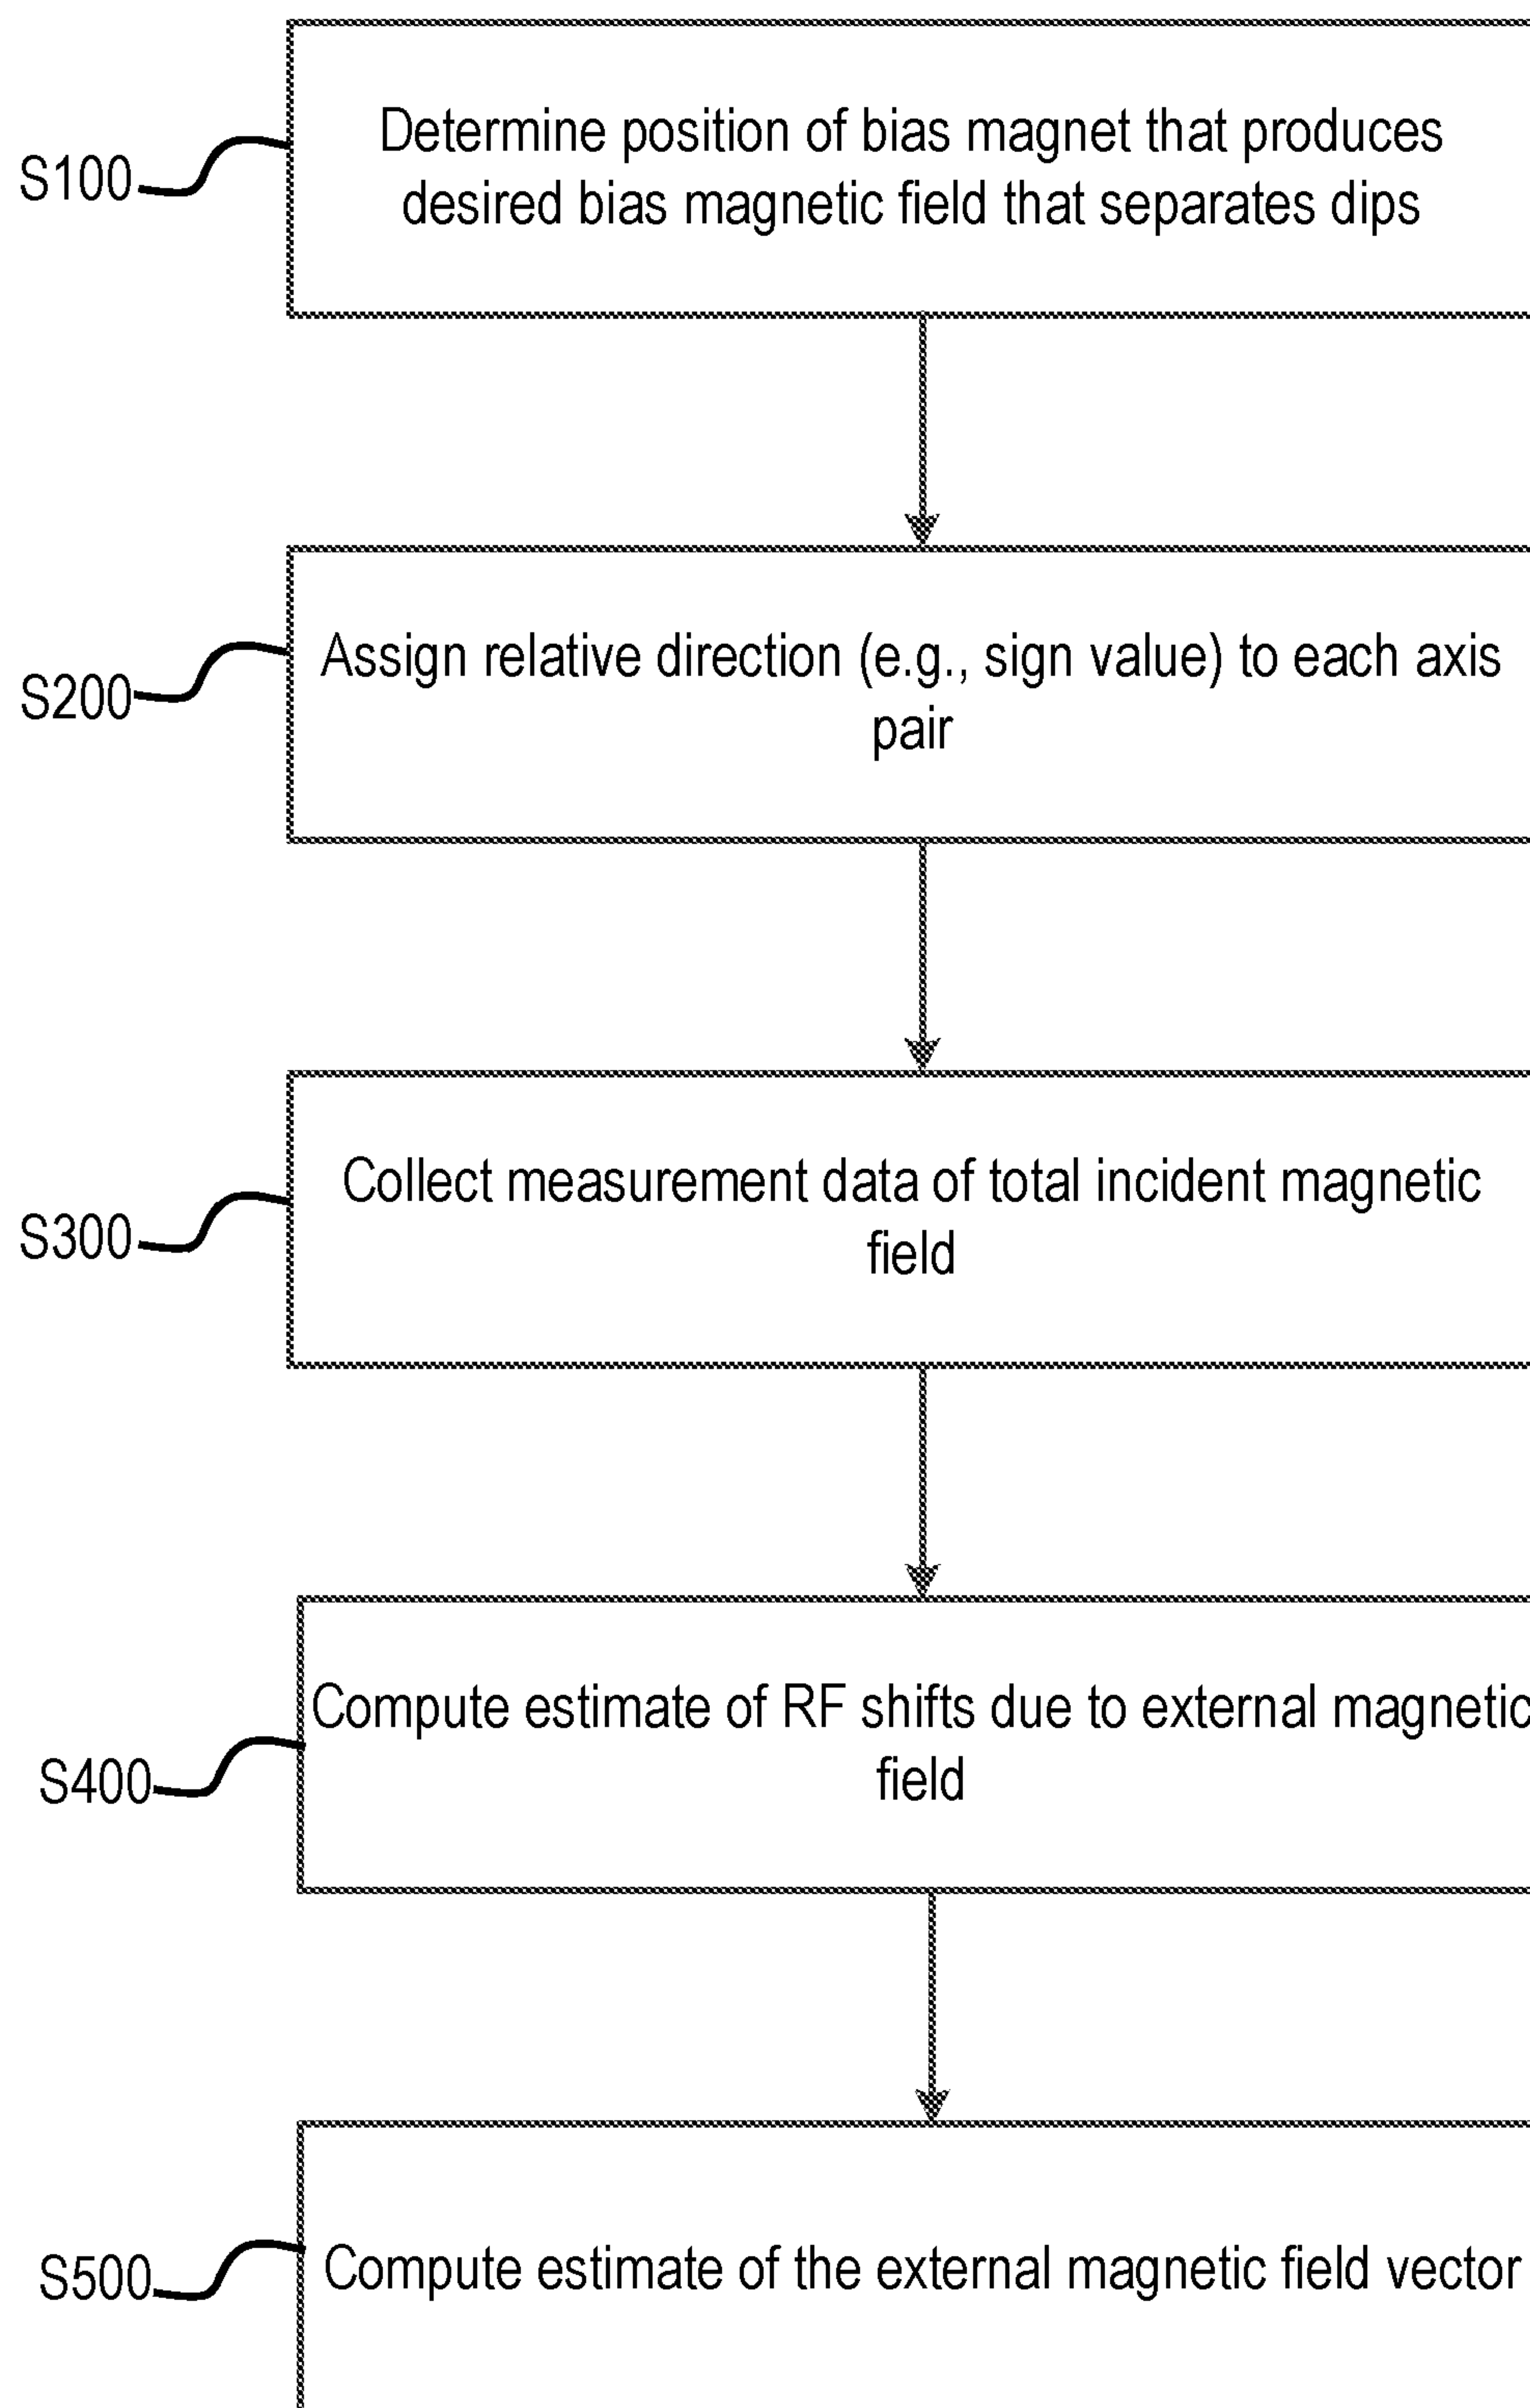 S100
Determine position of bias magnet that produces
desired bias magnetic field that separates dips
S200
Assign relative direction (e.g., sign value) to each axis
pair
S300
Collect measurement data of total incident magnetic
field
S400
Compute estimate of RF shifts due to external magnetic
field
S500
Compute estimate of the external magnetic field vector